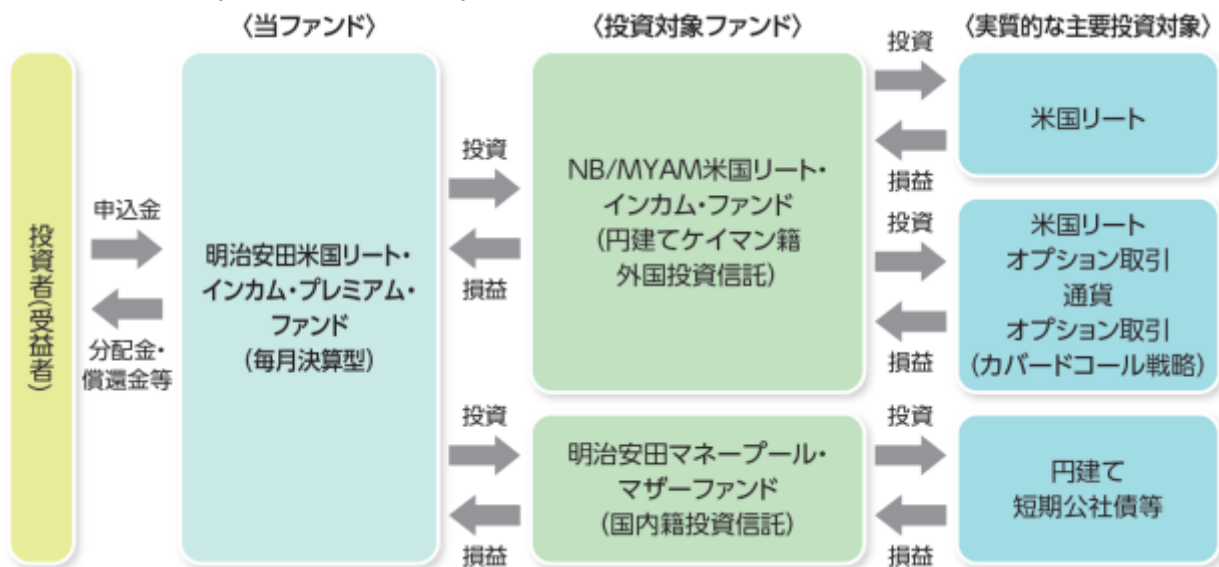 〈当ファンド〉
〈投資対象ファンド〉
〈実質的な主要投資対象〉
投資者(受益者)
申込金
分配金・
償還金等
明治安田米国リート・
インカム・プレミアム・
ファンド
(毎月決算型)
投資
損益
NB/MYAM米国リート・
インカム・ファンド
(円建てケイマン籍
外国投資信託)
投資
損益
米国リート
投資
損益
米国リート
オプション取引
通貨
オプション取引
(カバードコール戦略)
投資
損益
明治安田マネープール・
マザーファンド
(国内籍投資信託)
投資
損益
円建て
短期公社債等